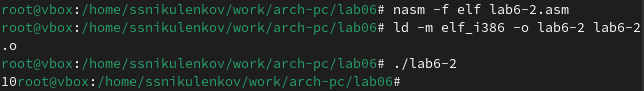 root@vbox:/home/ssnikulenkov/work/arch-pc/lab06# nasm -f elf lab6-2.asm
root@vbox:/home/ssnikulenkov/work/arch-pc/lab06# ld -m elf_i386 -o lab6-2 lab6-2
.o
root@vbox:/home/ssnikulenkov/work/arch-pc/lab06# ./lab6-2
10root@vbox:/home/ssnikulenkov/work/arch-pc/lab06#